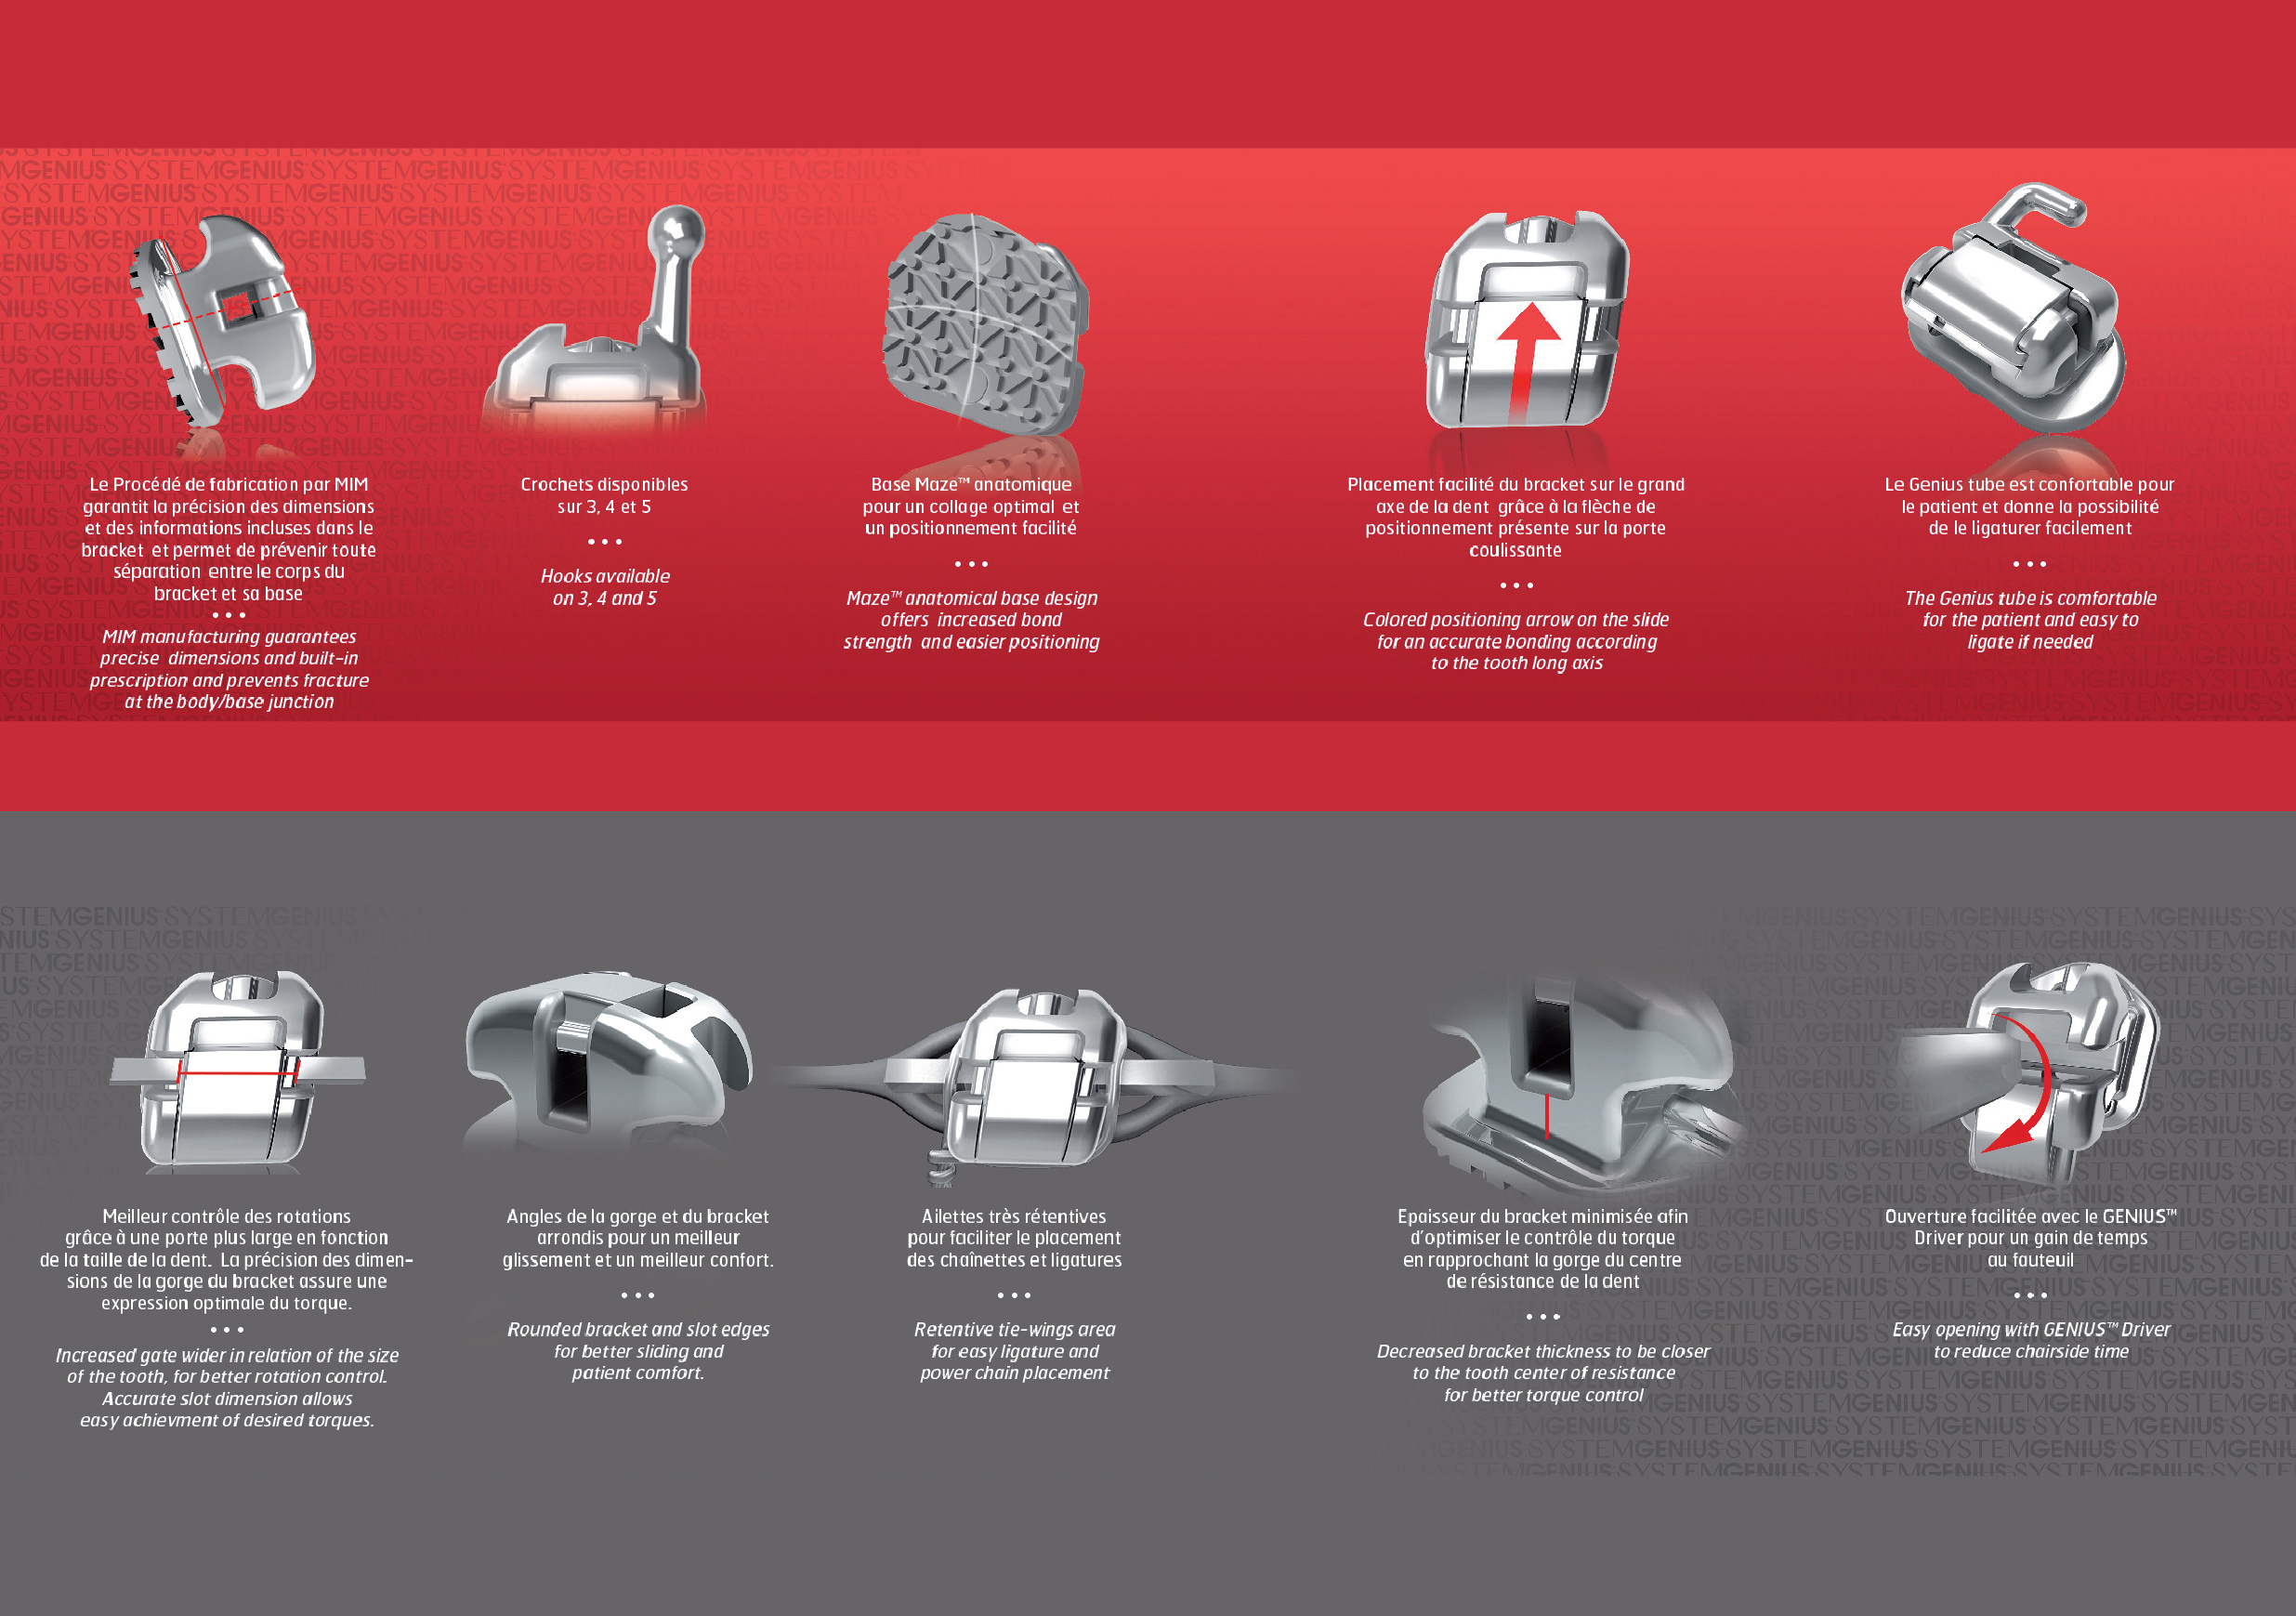 Le Procédé de fabrication par MIM
garantit la précision des dimensions
et des informations incluses dans le
bracket et permet de prévenir toute
séparation entre le corps du
bracket et sa base
• • •
MIM manufacturing guarantees
precise dimensions and built-in
prescription and prevents fracture
at the body/base junction
Crochets disponibles
sur 3, 4 et 5
• • •
Hooks available
on 3, 4 and 5
Base Maze™ anatomique
pour un collage optimal et
un positionnement facilité
• • •
Maze™ anatomical base design
offers increased bond
strength and easier positioning
Placement facilité du bracket sur le grand
axe de la dent grâce à la flèche de
positionnement présente sur la porte
coulissante
• • •
Colored positioning arrow on the slide
for an accurate bonding according
to the tooth long axis
Le Genius tube est confortable pour
le patient et donne la possibilité
de le ligaturer facilement
• • •
The Genius tube is comfortable
for the patient and easy to
ligate if needed
Meilleur contrôle des rotations
grâce à une porte plus large en fonction
de la taille de la dent. La précision des dimen-
sions de la gorge du bracket assure une
expression optimale du torque.
• • •
Increased gate wider in relation of the size
of the tooth, for better rotation control.
Accurate slot dimension allows
easy achievment of desired torques.
Angles de la gorge et du bracket
arrondis pour un meilleur
glissement et un meilleur confort.
• • •
Rounded bracket and slot edges
for better sliding and
patient comfort.
Ailettes très rétentives
pour faciliter le placement
des chaînettes et ligatures
• • •
Retentive tie-wings area
for easy ligature and
power chain placement
Epaisseur du bracket minimisée afin
d'optimiser le contrôle du torque
en rapprochant la gorge du centre
de résistance de la dent
• • •
Decreased bracket thickness to be closer
to the tooth center of resistance
for better torque control
Ouverture facilitée avec le GENIUS™
Driver pour un gain de temps
au fauteuil
• • •
Easy opening with GENIUS™ Driver
to reduce chairside time